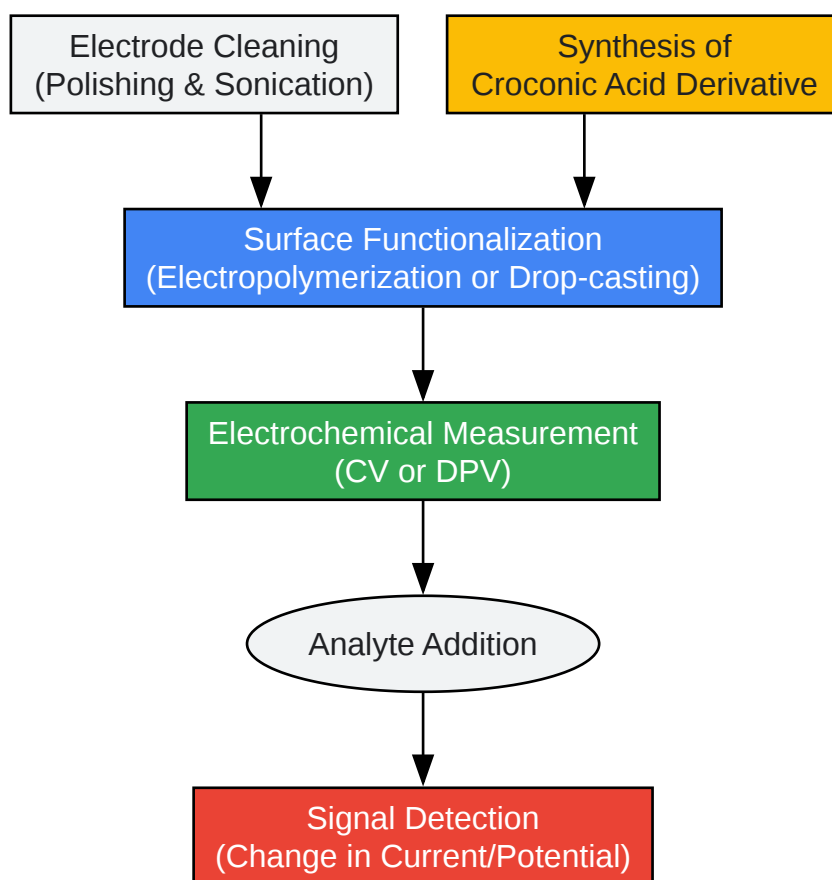 Electrode Cleaning
(Polishing & Sonication)
Synthesis of
Croconic Acid Derivative
Surface Functionalization
(Electropolymerization or Drop-casting)
Electrochemical Measurement
(CV or DPV)
Analyte Addition
Signal Detection
(Change in Current/Potential)